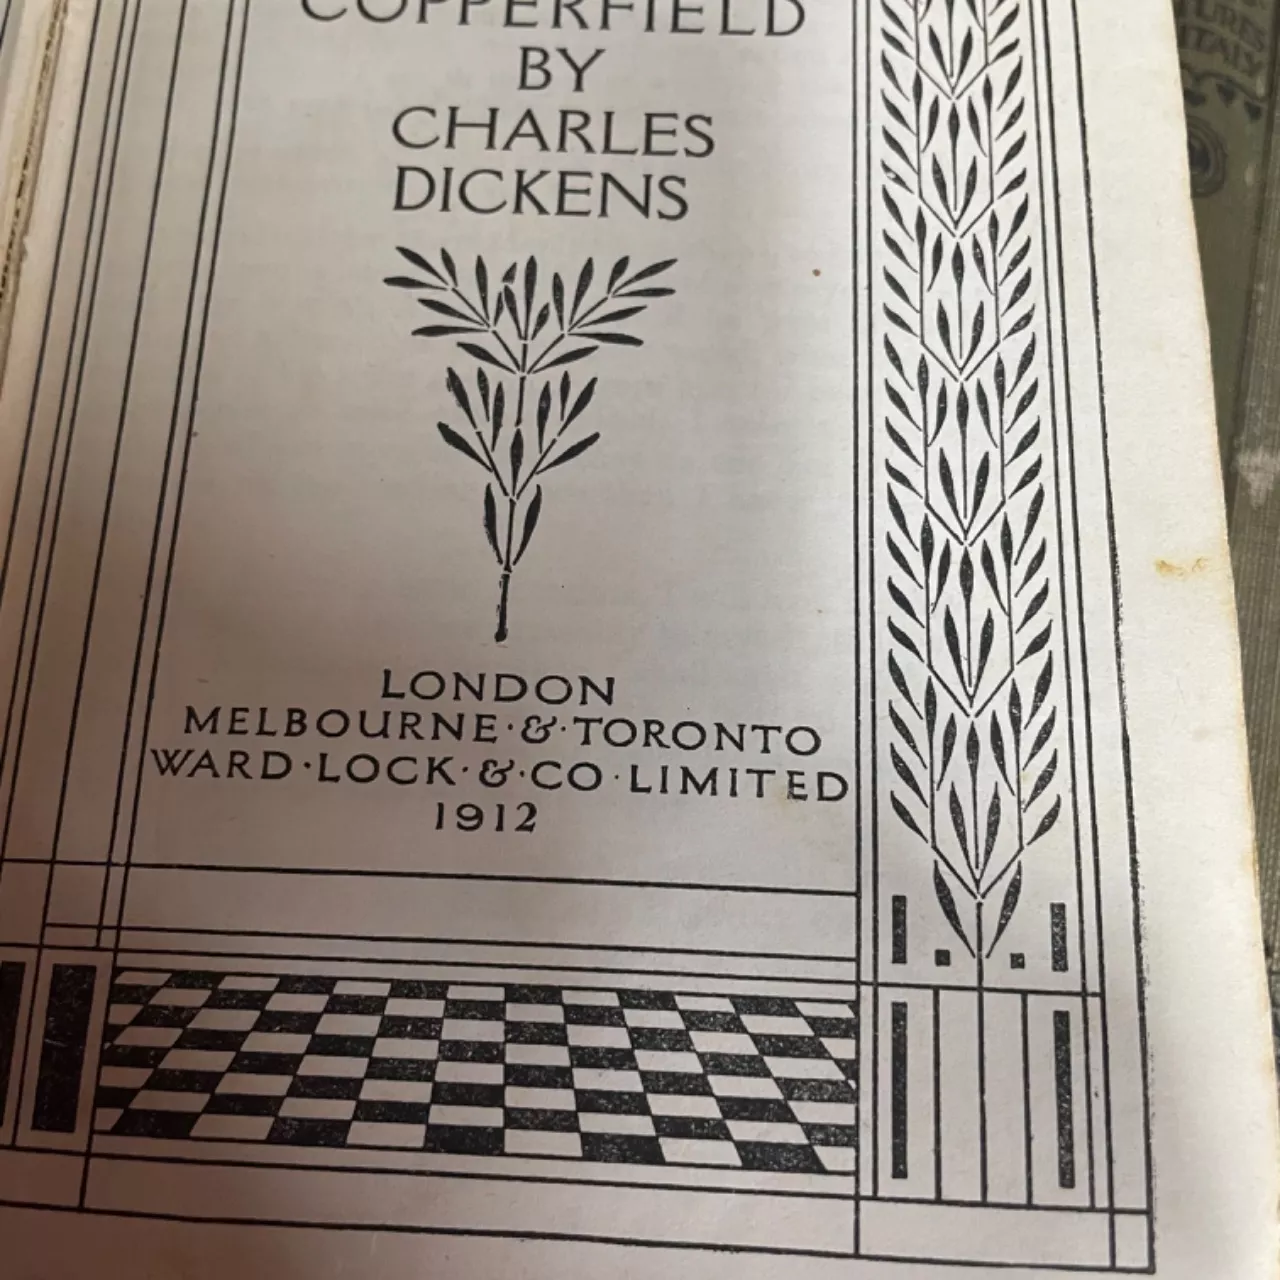 COPPERFIELD
BY
CHARLES
DICKENS
LONDON
MELBOURNE·&·TORONTO
WARD·LOCK·&·CO·LIMITED
1912